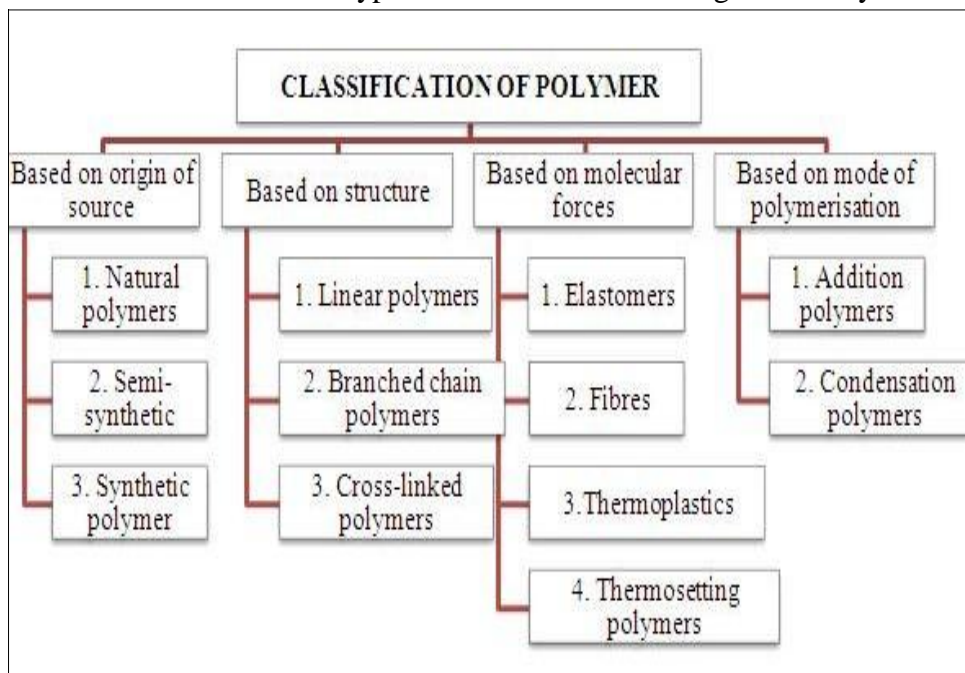 CLASSIFICATION OF POLYMER
Based on origin of
source
1. Natural
polymers
2. Semi-
synthetic
3. Synthetic
polymer
Based on structure
1. Linear polymers
2. Branched chain
polymers
3. Cross-linked
polymers
Based on molecular
forces
1. Elastomers
2. Fibres
3.Thermoplastics
4. Thermosetting
polymers
Based on mode of
polymerisation
1. Addition
polymers
2. Condensation
polymers